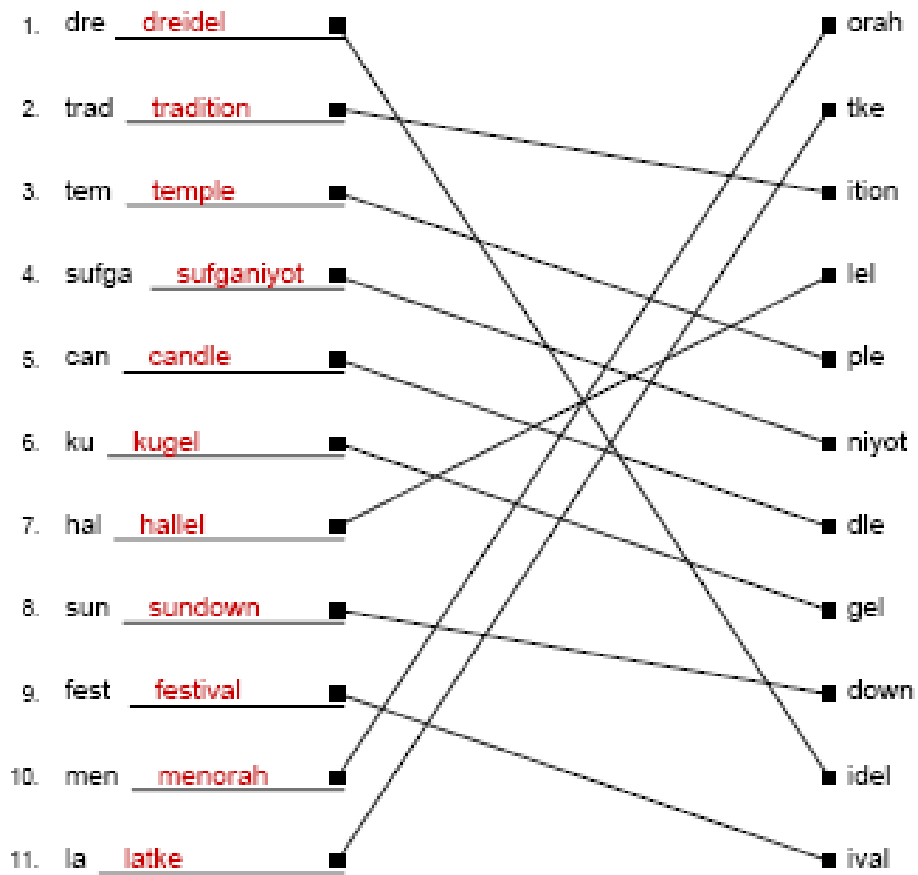 1. dre dreidel orah
2. trad tradition tke
3. tem temple ition
4. sufga sufganiyot lel
5. can candle ple
6. ku kugel niyot
7. hal hallel dle
8. sun sundown gel
9. fest festival down
10. men menorah idel
11. la latke ival